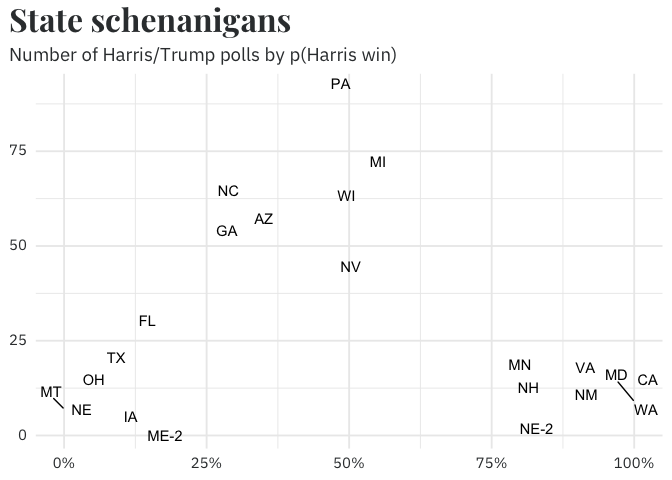 State schenanigans
Number of Harris/Trump polls by p(Harris win)
PA
75
MI
NC
WI
AZ
GA
50
NV
FL
25
TX
MN
VA
MD
OH
CA
MT
NH
NM
NE
WA
IA
NE-2
0
ME-2
0%
25%
50%
75%
100%